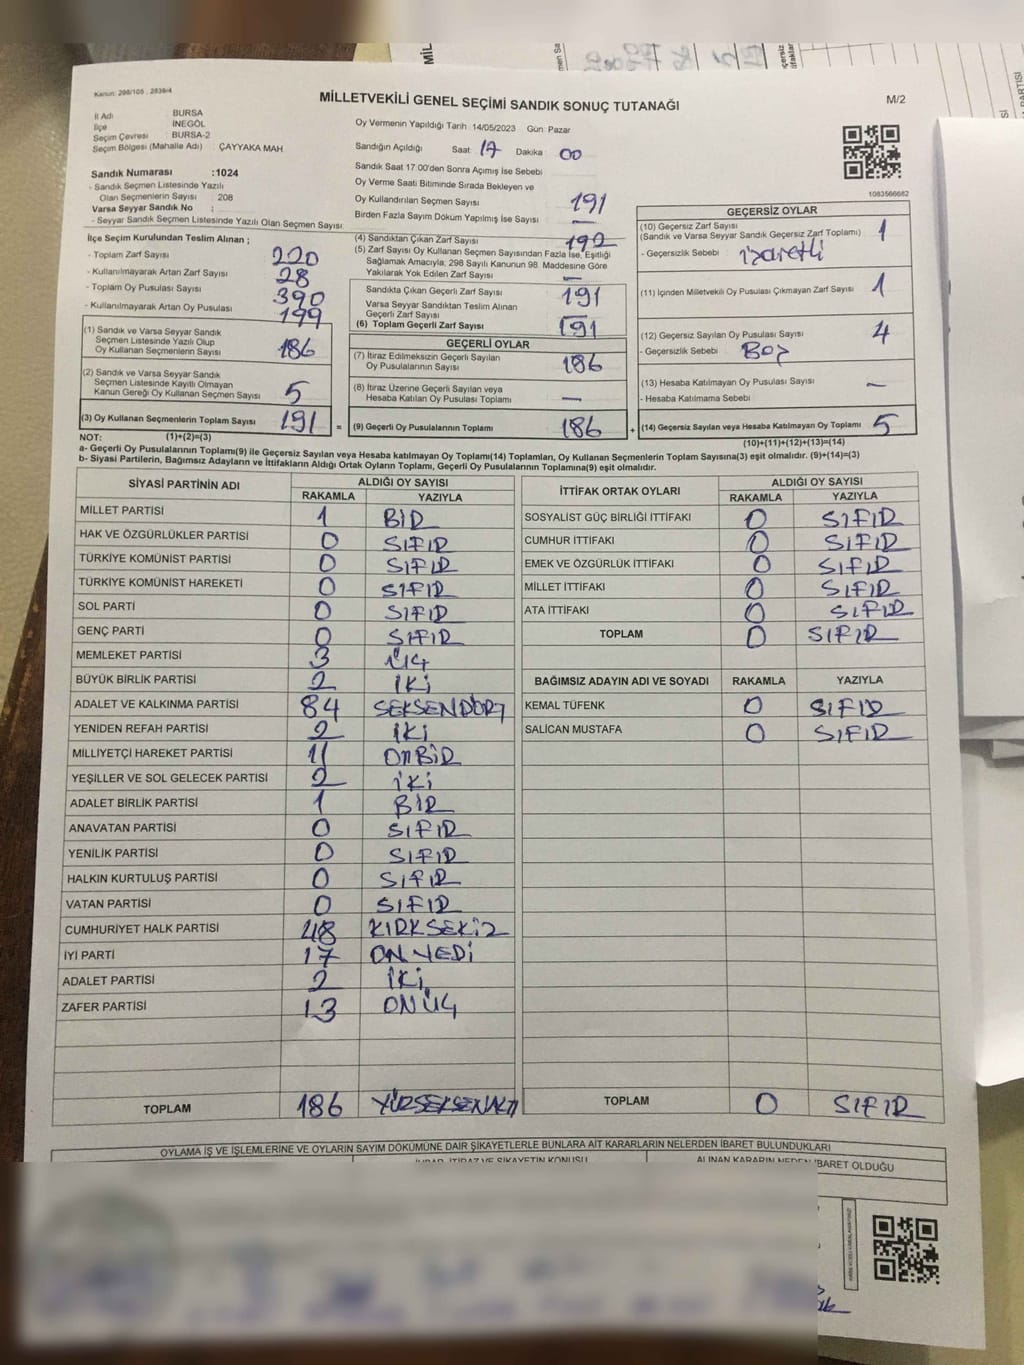 Kanun: 298/105 , 2839/4
MİLLETVEKİLİ GENEL SEÇİMİ SANDIK SONUÇ TUTANAĞI
M/2
İl Adı BURSA
İlçe İNEGÖL
Seçim Çevresi BURSA-2
Seçim Bölgesi (Mahalle Adı) : ÇAYYAKA MAH
Sandık Numarası :1024
- Sandık Seçmen Listesinde Yazılı
Olan Seçmenlerin Sayısı : 208
Varsa Seyyar Sandık No :
- Seyyar Sandık Seçmen Listesinde Yazılı Olan Seçmen Sayısı:
İlçe Seçim Kurulundan Teslim Alınan ;
- Toplam Zarf Sayısı 220
- Kullanılmayarak Artan Zarf Sayısı 28
- Toplam Oy Pusulası Sayısı 390
- Kullanılmayarak Artan Oy Pusulası 199
(1) Sandık ve Varsa Seyyar Sandık
Seçmen Listesinde Yazılı Olup
Oy Kullanan Seçmenlerin Sayısı 186
(2) Sandık ve Varsa Seyyar Sandık
Seçmen Listesinde Kayıtlı Olmayan
Kanun Gereği Oy Kullanan Seçmen Sayısı 5
(3) Oy Kullanan Seçmenlerin Toplam Sayısı 191 =
Oy Vermenin Yapıldığı Tarih 14/05/2023 Gün: Pazar
Sandığın Açıldığı Saat 17 Dakika 00
Sandık Saat 17:00'den Sonra Açımış İse Sebebi
Oy Verme Saati Bitiminde Sırada Bekleyen ve
Oy Kullandırılan Seçmen Sayısı 191
Birden Fazla Sayım Döküm Yapılmış İse Sayısı —
(4) Sandıktan Çıkan Zarf Sayısı 192
(5) Zarf Sayısı Oy Kullanan Seçmen Sayısından Fazla İse, Eşitliği
Sağlamak Amacıyla; 298 Sayılı Kanunun 98. Maddesine Göre
Yakılarak Yok Edilen Zarf Sayısı —
Sandıkta Çıkan Geçerli Zarf Sayısı 191
Varsa Seyyar Sandıktan Teslim Alınan
Geçerli Zarf Sayısı
(6) Toplam Geçerli Zarf Sayısı 191
GEÇERLİ OYLAR
(7) İtiraz Edilmeksizin Geçerli Sayılan
Oy Pusulalarının Sayısı 186
(8) İtiraz Üzerine Geçerli Sayılan veya
Hesaba Katılan Oy Pusulası Toplamı —
(9) Geçerli Oy Pusulalarının Toplamı 186 +
1083566682
GEÇERSİZ OYLAR
(10) Geçersiz Zarf Sayısı
(Sandık ve Varsa Seyyar Sandık Geçersiz Zarf Toplamı) 1
- Geçersizlik Sebebi : işaretli
(11) İçinden Milletvekili Oy Pusulası Çıkmayan Zarf Sayısı 1
(12) Geçersiz Sayılan Oy Pusulası Sayısı 4
- Geçersizlik Sebebi Boş
(13) Hesaba Katılmayan Oy Pusulası Sayısı —
- Hesaba Katılmama Sebebi
(14) Geçersiz Sayılan veya Hesaba Katılmayan Oy Toplamı 5
NOT: (1)+(2)=(3)
(10)+(11)+(12)+(13)=(14)
a- Geçerli Oy Pusulalarının Toplamı(9) ile Geçersiz Sayılan veya Hesaba katılmayan Oy Toplamı(14) Toplamları, Oy Kullanan Seçmenlerin Toplam Sayısına(3) eşit olmalıdır. (9)+(14)=(3)
b- Siyasi Partilerin, Bağımsız Adayların ve İttifakların Aldığı Ortak Oyların Toplamı, Geçerli Oy Pusulalarının Toplamına(9) eşit olmalıdır.
SİYASİ PARTİNİN ADI ALDIĞI OY SAYISI
RAKAMLA YAZIYLA
MİLLET PARTİSİ 1 BİR
HAK VE ÖZGÜRLÜKLER PARTİSİ 0 SIFIR
TÜRKİYE KOMÜNİST PARTİSİ 0 SIFIR
TÜRKİYE KOMÜNİST HAREKETİ 0 SIFIR
SOL PARTİ 0 SIFIR
GENÇ PARTİ 0 SIFIR
MEMLEKET PARTİSİ 3 ÜÇ
BÜYÜK BİRLİK PARTİSİ 2 İKİ
ADALET VE KALKINMA PARTİSİ 84 SEKSENDÖRT
YENİDEN REFAH PARTİSİ 2 İKİ
MİLLİYETÇİ HAREKET PARTİSİ 11 ONBİR
YEŞİLLER VE SOL GELECEK PARTİSİ 2 İKİ
ADALET BİRLİK PARTİSİ 1 BİR
ANAVATAN PARTİSİ 0 SIFIR
YENİLİK PARTİSİ 0 SIFIR
HALKIN KURTULUŞ PARTİSİ 0 SIFIR
VATAN PARTİSİ 0 SIFIR
CUMHURİYET HALK PARTİSİ 48 KIRKSEKİZ
İYİ PARTİ 17 ONYEDİ
ADALET PARTİSİ 2 İKİ
ZAFER PARTİSİ 13 ONÜÇ
TOPLAM 186 YÜRSEKSENALTI
İTTİFAK ORTAK OYLARI ALDIĞI OY SAYISI
RAKAMLA YAZIYLA
SOSYALİST GÜÇ BİRLİĞİ İTTİFAKI 0 SIFIR
CUMHUR İTTİFAKI 0 SIFIR
EMEK VE ÖZGÜRLÜK İTTİFAKI 0 SIFIR
MİLLET İTTİFAKI 0 SIFIR
ATA İTTİFAKI 0 SIFIR
TOPLAM 0 SIFIR
BAĞIMSIZ ADAYIN ADI VE SOYADI RAKAMLA YAZIYLA
KEMAL TÜFENK 0 SIFIR
SALİCAN MUSTAFA 0 SIFIR
TOPLAM 0 SIFIR
OYLAMA İŞ VE İŞLEMLERİNE VE OYLARIN SAYIM DÖKÜMÜNE DAİR ŞİKAYETLERLE BUNLARA AİT KARARLARIN NELERDEN İBARET BULUNDUKLARI
İHBAR, İTİRAZ VE ŞİKAYETİN KONUSU ALINAN KARARIN NEDEN İBARET OLDUĞU